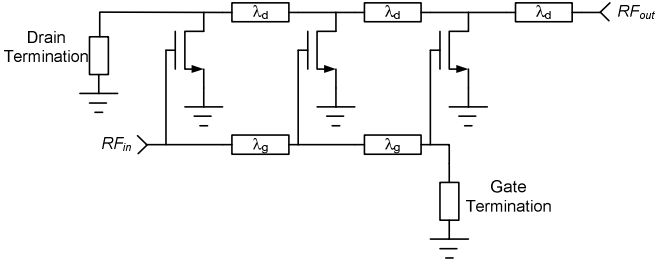 λd λd λd RFout
Drain
Termination
RFin λg λg
Gate
Termination